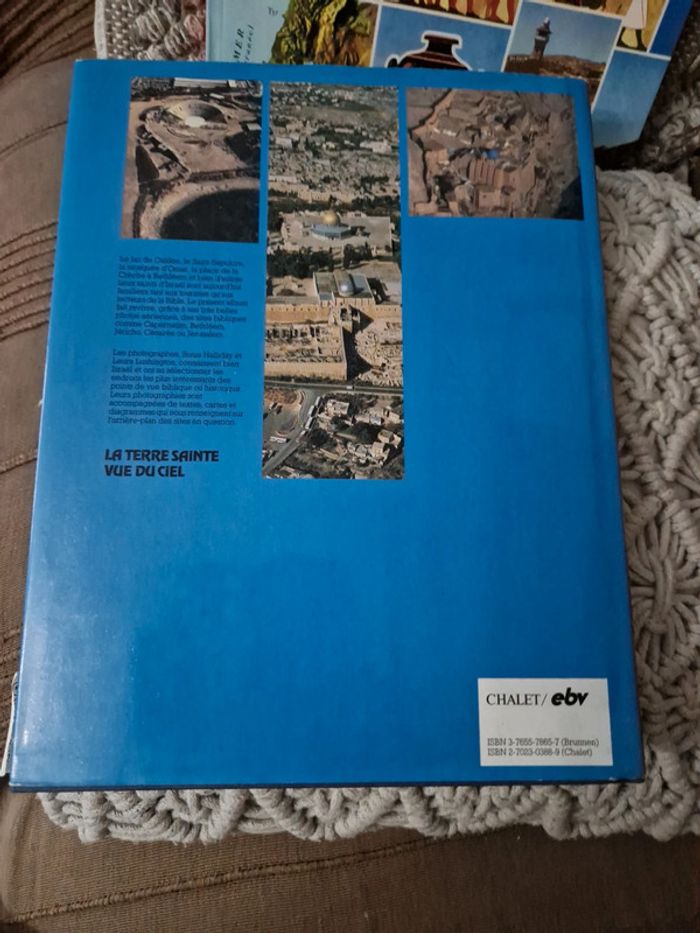 MER
Le lac de Galilée, le Saint-Sépulcre,
la mosquée d'Omar, la place de la
Crèche à Bethléem et bien d'autres
lieux saints d'Israël sont aujourd'hui
familiers tant aux touristes qu'aux
lecteurs de la Bible. Le présent album
fait revivre, grâce à ses très belles
photos aériennes, des sites bibliques
comme Capernaüm, Bethléem,
Jéricho, Césarée ou Jérusalem.
Les photographes, Sonia Halliday et
Laura Lushington, connaissent bien
Israël et ont su sélectionner les
endroits les plus intéressants des
points de vue biblique et historique.
Leurs photographies sont
accompagnées de textes, cartes et
diagrammes qui nous renseignent sur
l'arrière-plan des sites en question.
LA TERRE SAINTE
VUE DU CIEL
CHALET/ ebv
ISBN 3-7655-7865-7 (Brunnen)
ISBN 2-7023-0388-9 (Chalet)